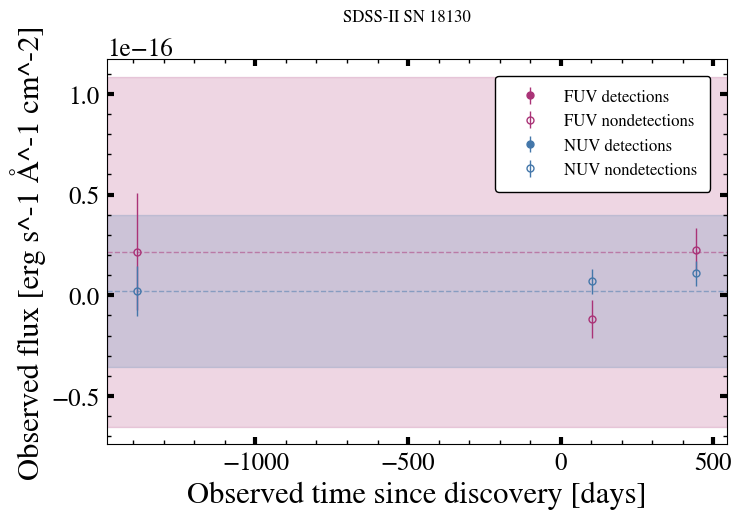 SDSS-II SN 18130
1e−16
Observed flux [erg s^-1 Å^-1 cm^-2]
1.0
0.5
0.0
−0.5
FUV detections
FUV nondetections
NUV detections
NUV nondetections
−1000
−500
0
500
Observed time since discovery [days]